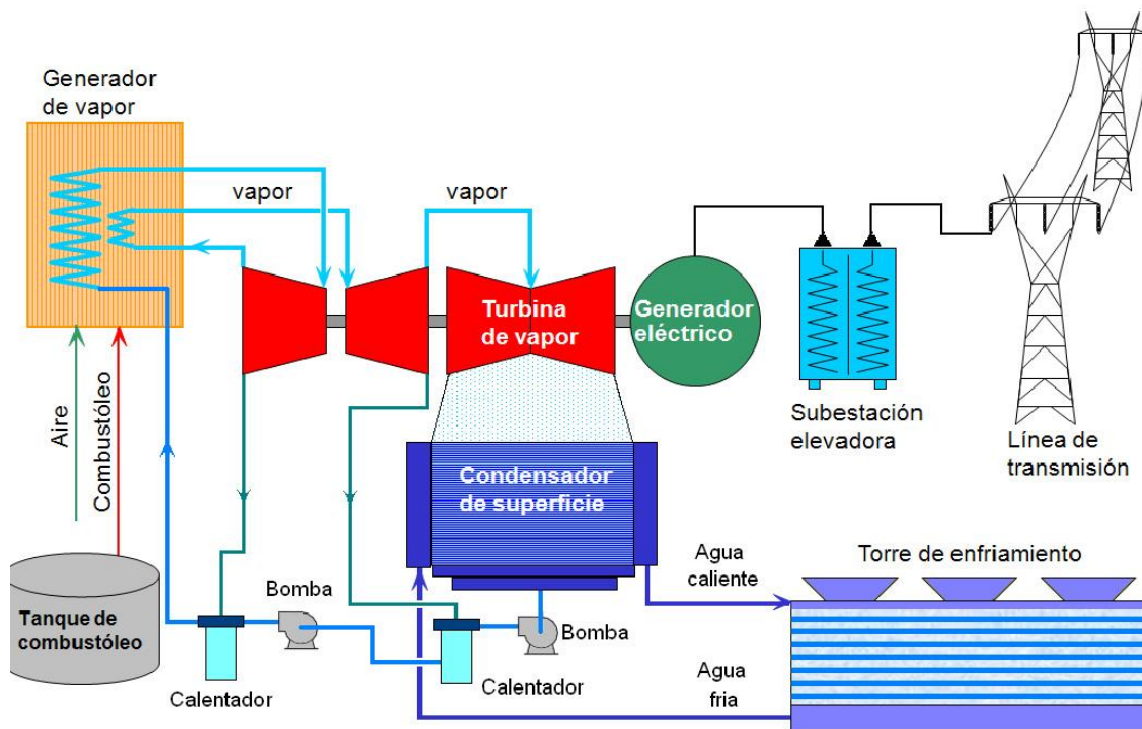 Generador
de vapor
vapor
vapor
Turbina
de vapor
Generador
eléctrico
Subestación
elevadora
Línea de
transmisión
Aire
Combustóleo
Condensador
de superficie
Tanque de
combustóleo
Bomba
Calentador
Bomba
Calentador
Agua
caliente
Agua
fria
Torre de enfriamiento